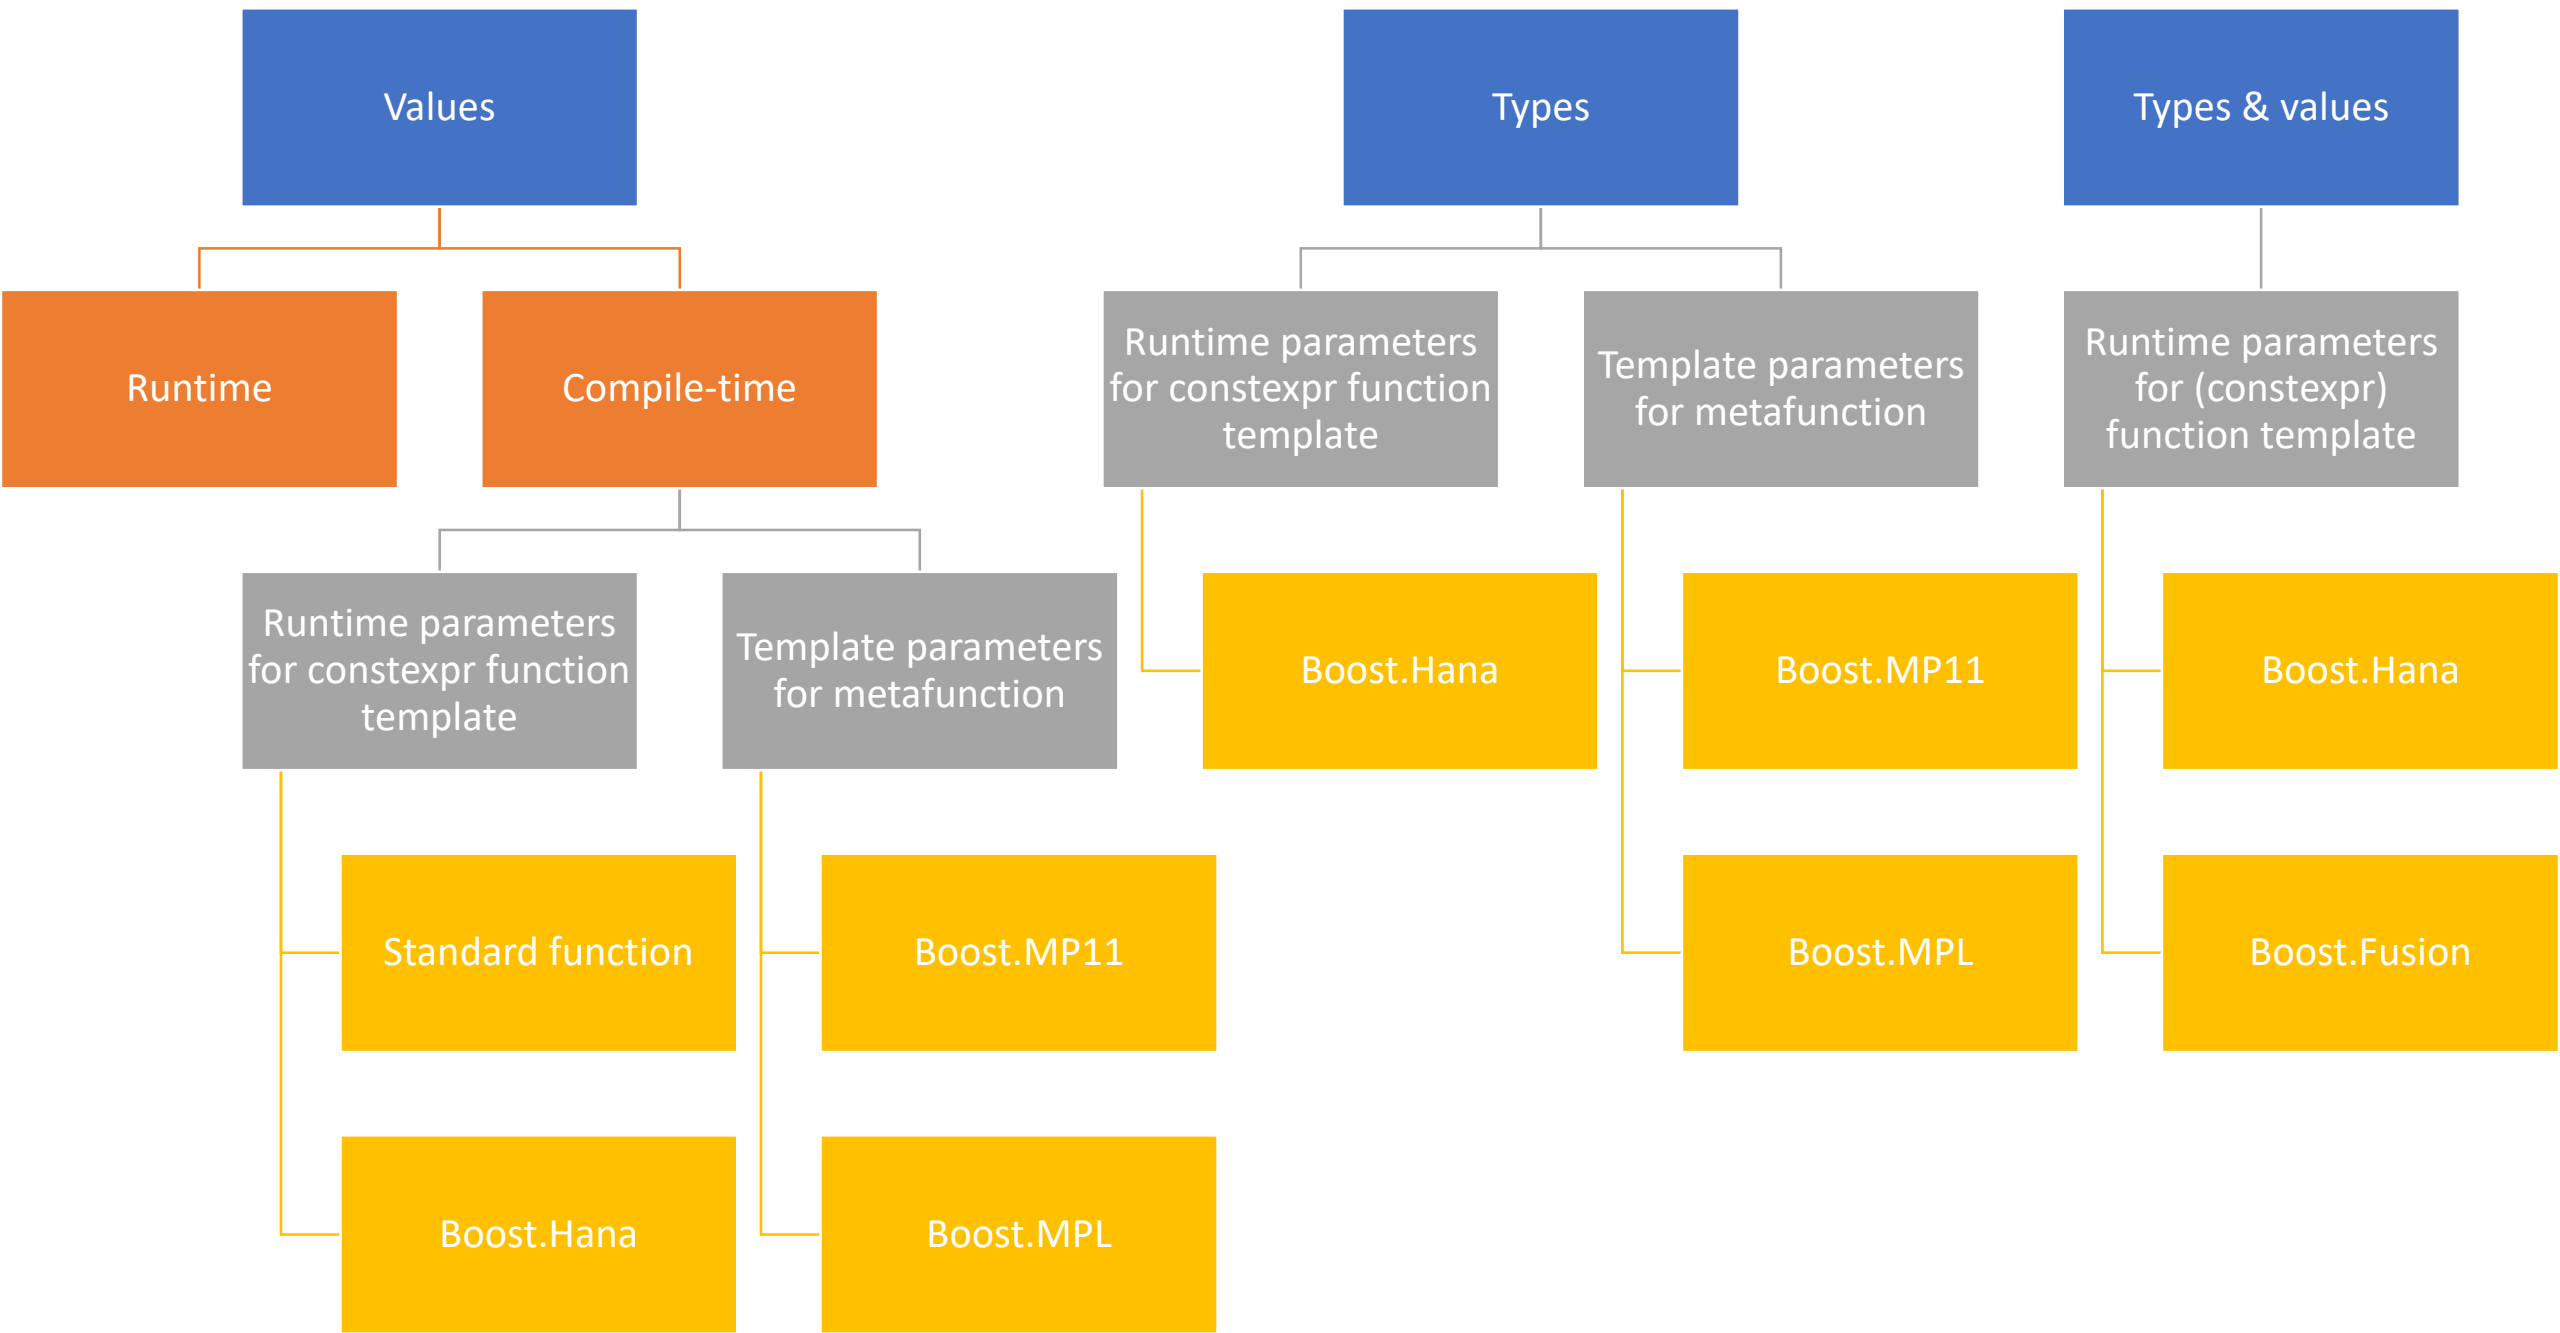 Values
Types
Types & values
Runtime
Compile-time
Runtime parameters
for constexpr function
template
Template parameters
for metafunction
Runtime parameters
for (constexpr)
function template
Runtime parameters
for constexpr function
template
Template parameters
for metafunction
Boost.Hana
Boost.MP11
Boost.Hana
Standard function
Boost.MP11
Boost.MPL
Boost.Fusion
Boost.Hana
Boost.MPL